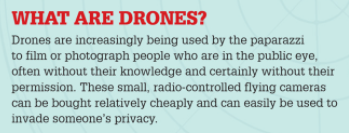 WHAT ARE DRONES?
Drones are increasingly being used by the paparazzi
to film or photograph people who are in the public eye,
often without their knowledge and certainly without their
permission. These small, radio-controlled flying cameras
can be bought relatively cheaply and can easily be used to
invade someone's privacy.